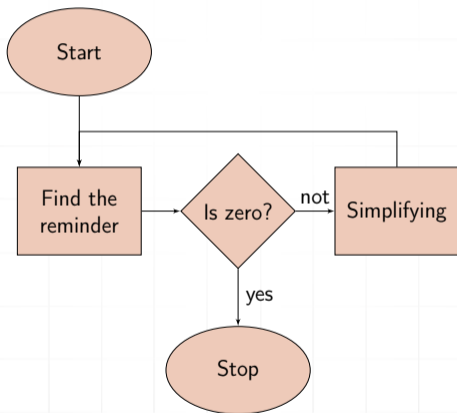 Start
Find the
reminder
Is zero?
not
Simplifying
yes
Stop